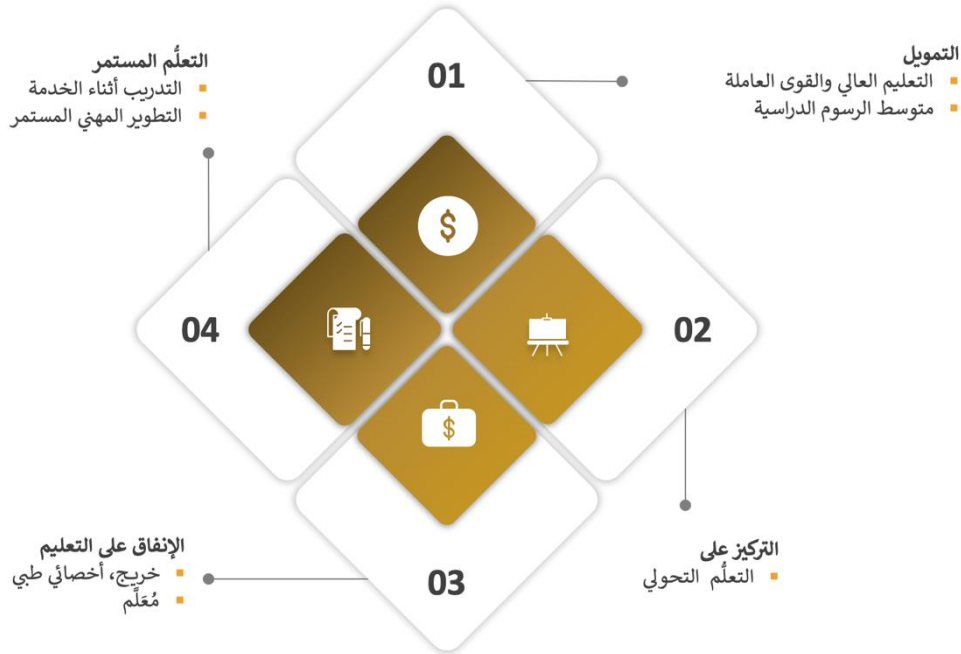 01
التمويل
التعليم العالي والقوى العاملة
متوسط الرسوم الدراسية
02
التركيز على
التعلُّم التحولي
03
الإنفاق على التعليم
خريج، أخصائي طبي
مُعَلَّم
04
التعلُّم المستمر
التدريب أثناء الخدمة
التطوير المهني المستمر
$
$